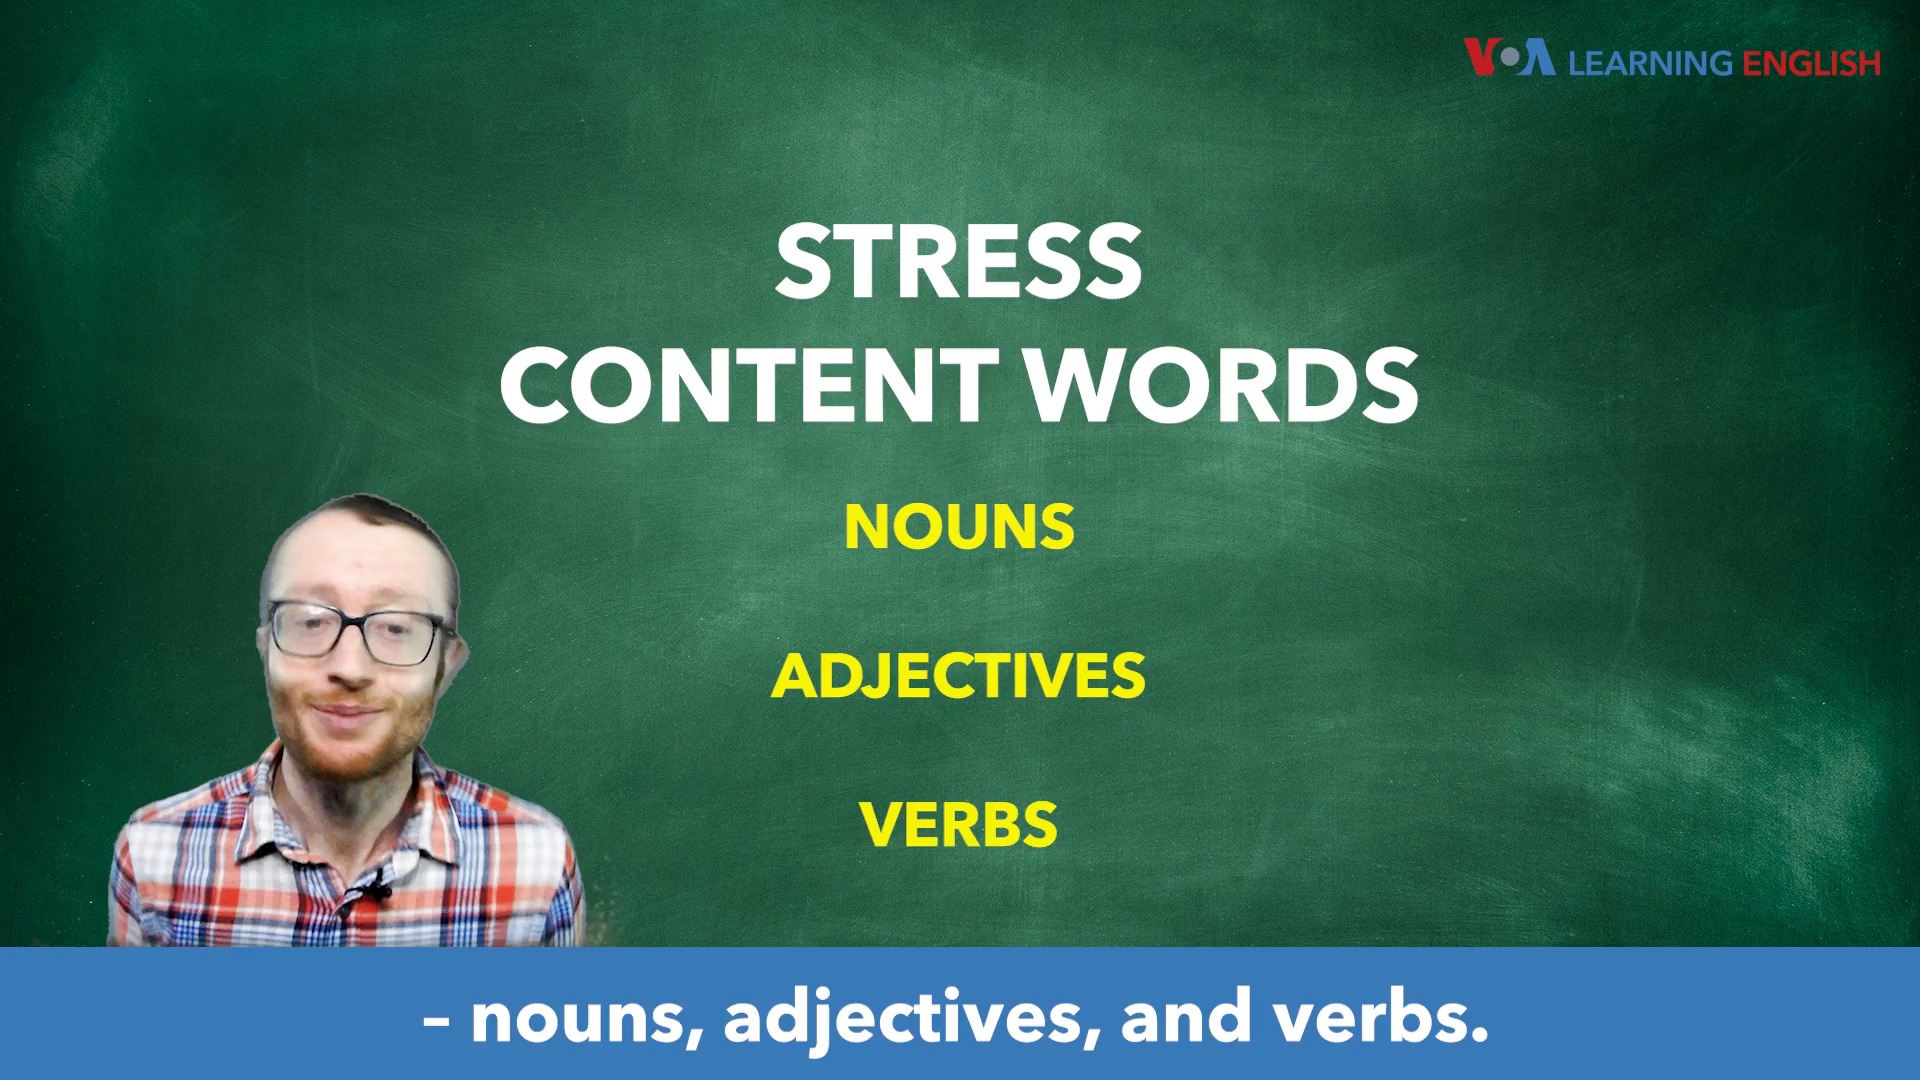 VOA LEARNING ENGLISH
STRESS
CONTENT WORDS
NOUNS
ADJECTIVES
VERBS
– nouns, adjectives, and verbs.